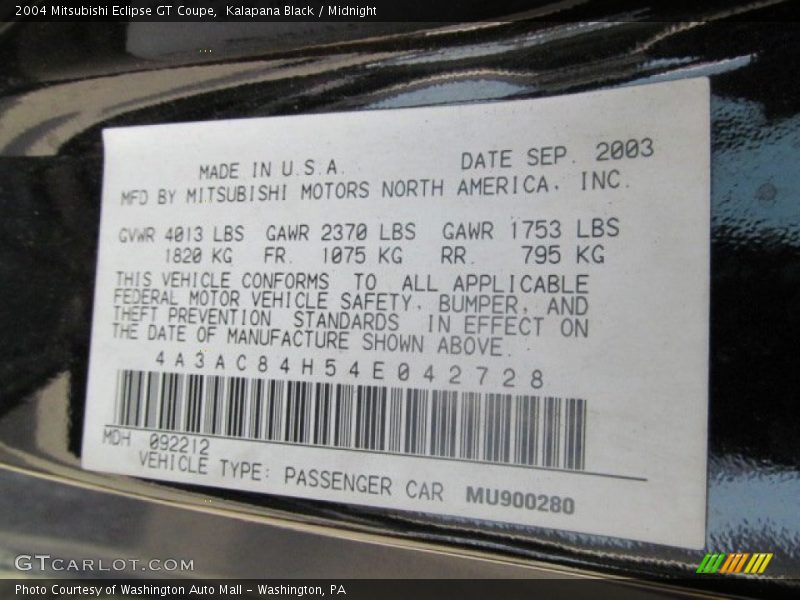 2004 Mitsubishi Eclipse GT Coupe,  Kalapana Black / Midnight
MADE IN U.S.A.   DATE SEP. 2003
MFD BY MITSUBISHI MOTORS NORTH AMERICA, INC.
GVWR 4013 LBS  GAWR 2370 LBS  GAWR 1753 LBS
1820 KG  FR.  1075 KG  RR.  795 KG
THIS VEHICLE CONFORMS TO ALL APPLICABLE
FEDERAL MOTOR VEHICLE SAFETY, BUMPER, AND
THEFT PREVENTION STANDARDS IN EFFECT ON
THE DATE OF MANUFACTURE SHOWN ABOVE.
4A3AC84H54E042728
MDH 092212
VEHICLE TYPE: PASSENGER CAR  MU900280
GTCARLOT.COM
Photo Courtesy of Washington Auto Mall - Washington, PA